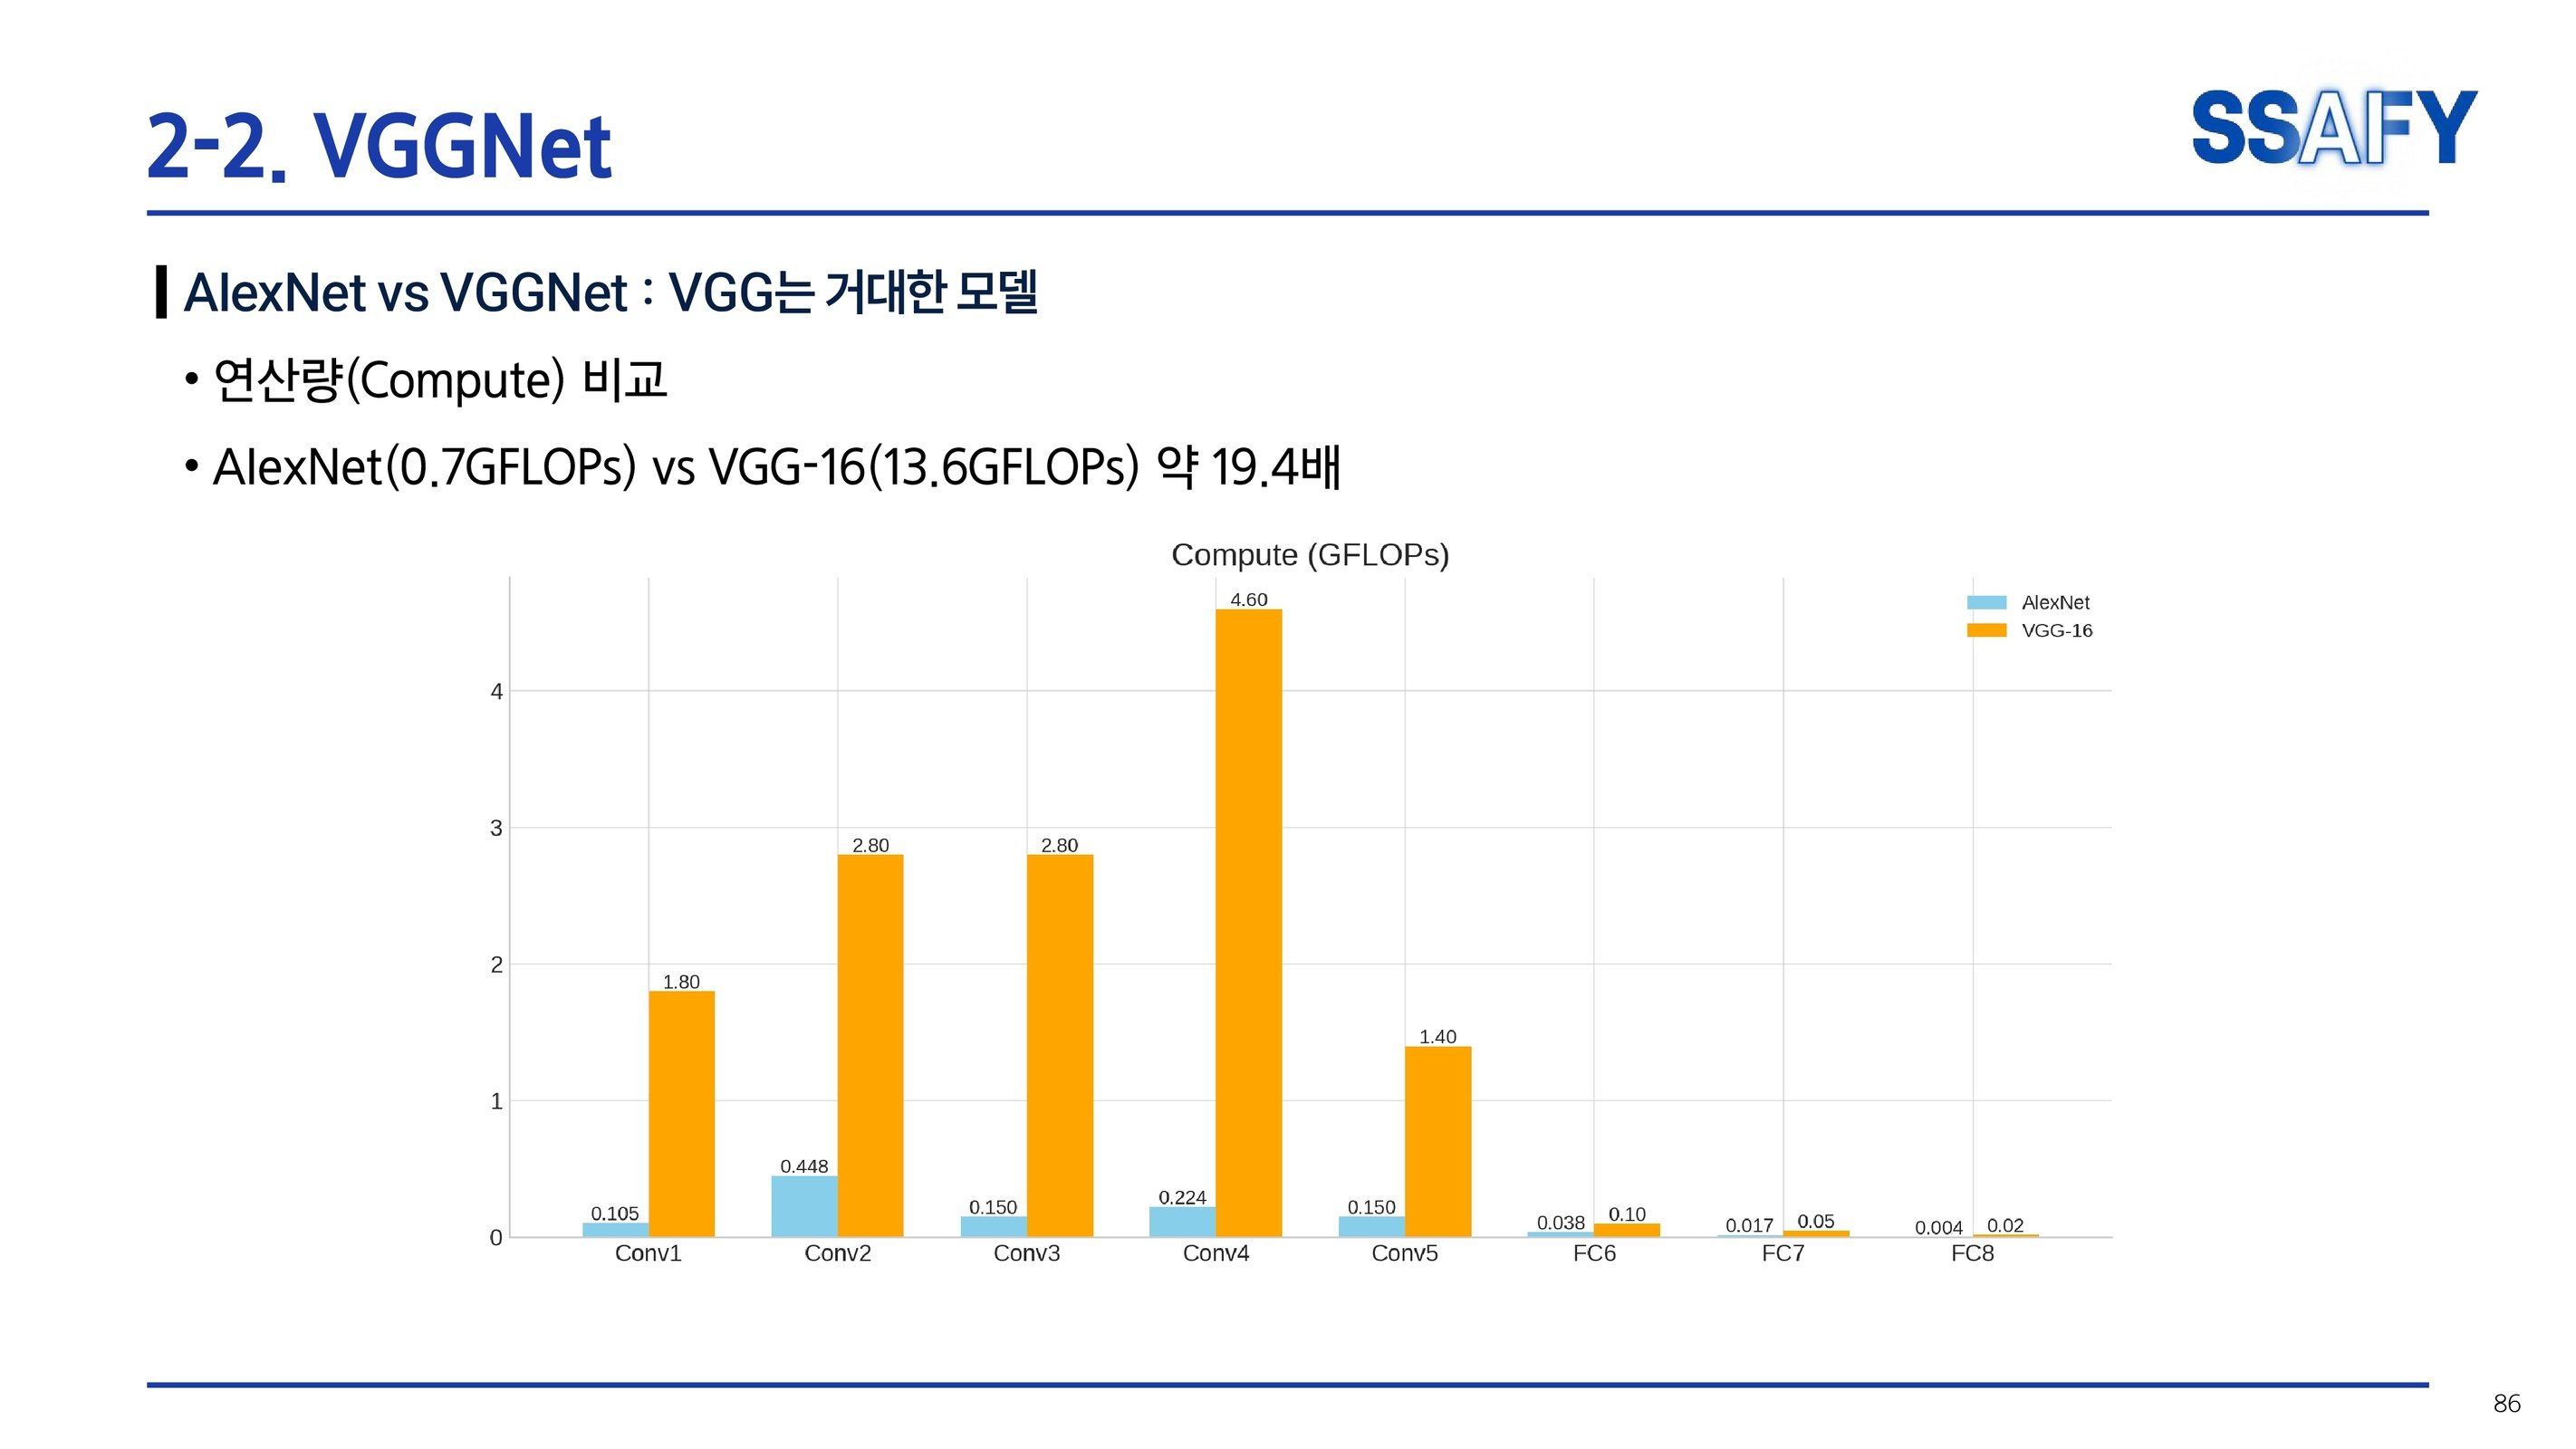 2-2. VGGNet
SSAFY
AlexNet vs VGGNet : VGG는 거대한 모델
• 연산량(Compute) 비교
• AlexNet(0.7GFLOPs) vs VGG-16(13.6GFLOPs) 약 19.4배
Compute (GFLOPs)
AlexNet
VGG-16
4
3
2
1
0
0.105
1.80
0.448
2.80
0.150
2.80
0.224
4.60
0.150
1.40
0.038
0.10
0.017
0.05
0.004
0.02
Conv1
Conv2
Conv3
Conv4
Conv5
FC6
FC7
FC8
86